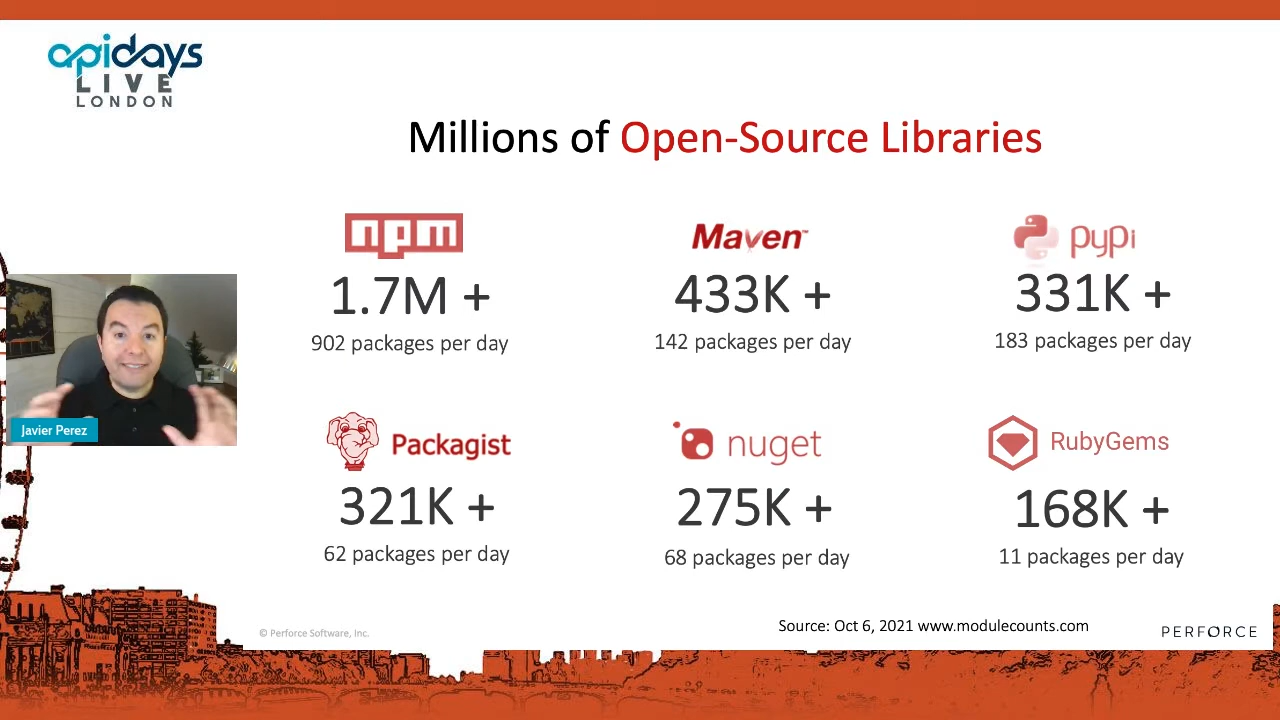 apidays
LIVE
LONDON
Millions of Open-Source Libraries
npm
1.7M +
902 packages per day
Maven™
433K +
142 packages per day
pypi
331K +
183 packages per day
Packagist
321K +
62 packages per day
nuget
275K +
68 packages per day
RubyGems
168K +
11 packages per day
Javier Perez
© Perforce Software, Inc.
Source: Oct 6, 2021 www.modulecounts.com
PERFORCE